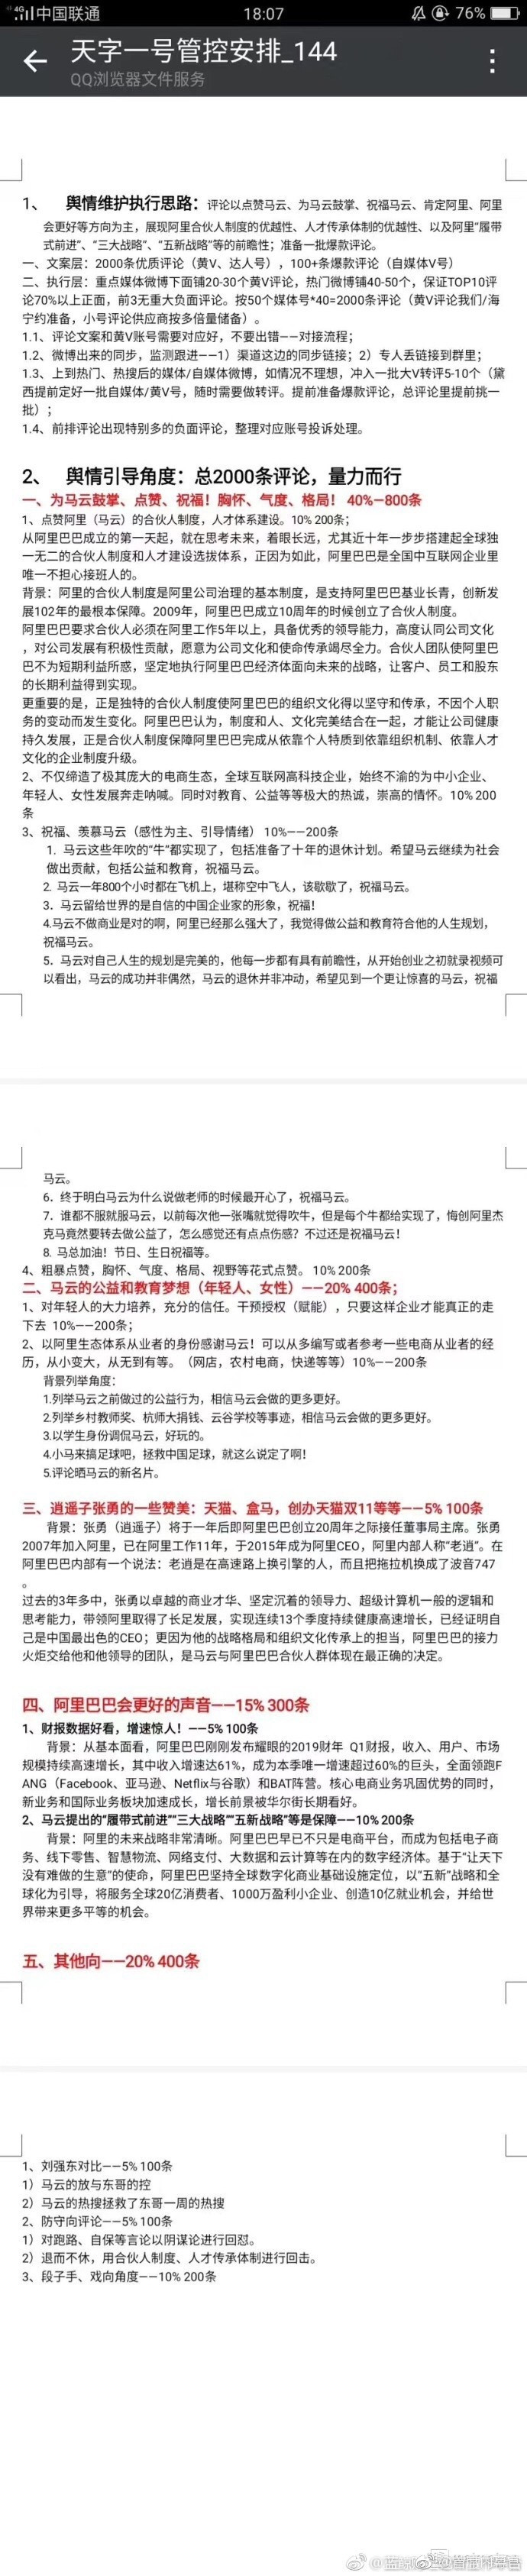 4G 中国联通 18:07 76%
天字一号管控安排_144
QQ浏览器文件服务
1、 舆情维护执行思路：评论以点赞马云、为马云鼓掌、祝福马云、肯定阿里、阿里
会更好等方向为主，展现阿里合伙人制度的优越性、人才传承体制的优越性、以及阿里“履带
式前进”、“三大战略”、“五新战略”等的前瞻性；准备一批爆款评论。
一、文案层：2000条优质评论（黄V、达人号），100+条爆款评论（自媒体V号）
二、执行层：重点媒体微博下面铺20-30个黄V评论，热门微博铺40-50个，保证TOP10评
论70%以上正面，前3无重大负面评论。按50个媒体号*40=2000条评论（黄V评论我们/海
宁约准备，小号评论供应商按多倍量储备）。
1.1、评论文案和黄V账号需要对应好，不要出错——对接流程；
1.2、微博出来的同步，监测跟进——1）渠道这边的同步链接；2）专人丢链接到群里；
1.3、上到热门、热搜后的媒体/自媒体微博，如情况不理想，冲入一批大V转评5-10个（黛
西提前定好一批自媒体/黄V号，随时需要做转评。提前准备爆款评论，总评论里提前挑一
批）；
1.4、前排评论出现特别多的负面评论，整理对应账号投诉处理。
2、 舆情引导角度：总2000条评论，量力而行
一、为马云鼓掌、点赞、祝福！胸怀、气度、格局！ 40%—800条
1、点赞阿里（马云）的合伙人制度，人才体系建设。10% 200条；
从阿里巴巴成立的第一天起，就在思考未来，着眼长远，尤其近十年一步步搭建起全球独
一无二的合伙人制度和人才建设选拔体系，正因为如此，阿里巴巴是全国中互联网企业里
唯一不担心接班人的。
背景：阿里的合伙人制度是阿里公司治理的基本制度，是支持阿里巴巴基业长青，创新发
展102年的最根本保障。2009年，阿里巴巴成立10周年的时候创立了合伙人制度。
阿里巴巴要求合伙人必须在阿里工作5年以上，具备优秀的领导能力，高度认同公司文化
，对公司发展有积极性贡献，愿意为公司文化和使命传承竭尽全力。合伙人团队使阿里巴
巴不为短期利益所惑，坚定地执行阿里巴巴经济体面向未来的战略，让客户、员工和股东
的长期利益得到实现。
更重要的是，正是独特的合伙人制度使阿里巴巴的组织文化得以坚守和传承，不因个人职
务的变动而发生变化。阿里巴巴认为，制度和人、文化完美结合在一起，才能让公司健康
持久发展，正是合伙人制度保障阿里巴巴完成从依靠个人特质到依靠组织机制、依靠人才
文化的企业制度升级。
2、不仅缔造了极其庞大的电商生态，全球互联网高科技企业，始终不渝的为中小企业、
年轻人、女性发展奔走呐喊。同时对教育、公益等等极大的热诚，崇高的情怀。10% 200
条
3、祝福、羡慕马云（感性为主、引导情绪）10%——200条
1. 马云这些年吹的“牛”都实现了，包括准备了十年的退休计划。希望马云继续为社会
做出贡献，包括公益和教育，祝福马云。
2. 马云一年800个小时都在飞机上，堪称空中飞人，该歇歇了，祝福马云。
3．马云留给世界的是自信的中国企业家的形象，祝福！
4.马云不做商业是对的啊，阿里已经那么强大了，我觉得做公益和教育符合他的人生规划，
祝福马云。
5．马云对自己人生的规划是完美的，他每一步都有具有前瞻性，从开始创业之初就录视频可
以看出，马云的成功并非偶然，马云的退休并非冲动，希望见到一个更让惊喜的马云，祝福
马云。
6．终于明白马云为什么说做老师的时候最开心了，祝福马云。
7．谁都不服就服马云，以前每次他一张嘴就觉得吹牛，但是每个牛都给实现了，悔创阿里杰
克马竟然要转去做公益了，怎么感觉还有点点伤感？不过还是祝福马云！
8. 马总加油！节日、生日祝福等。
4、粗暴点赞，胸怀、气度、格局、视野等花式点赞。 10% 200条
二、马云的公益和教育梦想（年轻人、女性）——20% 400条；
1、对年轻人的大力培养，充分的信任。干预授权（赋能），只要这样企业才能真正的走
下去 10%——200条；
2、以阿里生态体系从业者的身份感谢马云！可以从多编写或者参考一些电商从业者的经
历，从小变大，从无到有等。（网店，农村电商，快递等等）10%——200条
背景列举角度：
1.列举马云之前做过的公益行为，相信马云会做的更多更好。
2.列举乡村教师奖、杭师大捐钱、云谷学校等事迹，相信马云会做的更多更好。
3.以学生身份调侃马云，好玩的。
4.小马来搞足球吧，拯救中国足球，就这么说定了啊！
5.评论晒马云的新名片。
三、逍遥子张勇的一些赞美：天猫、盒马，创办天猫双11等等——5% 100条
背景：张勇（逍遥子）将于一年后即阿里巴巴创立20周年之际接任董事局主席。张勇
2007年加入阿里，已在阿里工作11年，于2015年成为阿里CEO，阿里内部人称“老逍”。在
阿里巴巴内部有一个说法：老逍是在高速路上换引擎的人，而且把拖拉机换成了波音747
。
过去的3年多中，张勇以卓越的商业才华、坚定沉着的领导力、超级计算机一般的逻辑和
思考能力，带领阿里取得了长足发展，实现连续13个季度持续健康高速增长，已经证明自
己是中国最出色的CEO；更因为他的战略格局和组织文化传承上的担当，阿里巴巴的接力
火炬交给他和他领导的团队，是马云与阿里巴巴合伙人群体现在最正确的决定。
四、阿里巴巴会更好的声音——15% 300条
1、财报数据好看，增速惊人！——5% 100条
背景：从基本面看，阿里巴巴刚刚发布耀眼的2019财年 Q1财报，收入、用户、市场
规模持续高速增长，其中收入增速达61%，成为本季唯一增速超过60%的巨头，全面领跑F
ANG（Facebook、亚马逊、Netflix与谷歌）和BAT阵营。核心电商业务巩固优势的同时，
新业务和国际业务板块加速成长，增长前景被华尔街长期看好。
2、马云提出的“履带式前进”“三大战略”“五新战略”等是保障——10% 200条
背景：阿里的未来战略非常清晰。阿里巴巴早已不只是电商平台，而成为包括电子商
务、线下零售、智慧物流、网络支付、大数据和云计算等在内的数字经济体。基于“让天下
没有难做的生意”的使命，阿里巴巴坚持全球数字化商业基础设施定位，以“五新”战略和全
球化为引导，将服务全球20亿消费者、1000万盈利小企业、创造10亿就业机会，并给世
界带来更多平等的机会。
五、其他向——20% 400条
1、刘强东对比——5% 100条
1）马云的放与东哥的控
2）马云的热搜拯救了东哥一周的热搜
2、防守向评论——5% 100条
1）对跑路、自保等言论以阴谋论进行回怼。
2）退而不休，用合伙人制度、人才传承体制进行回击。
3、段子手、戏向角度——10% 200条